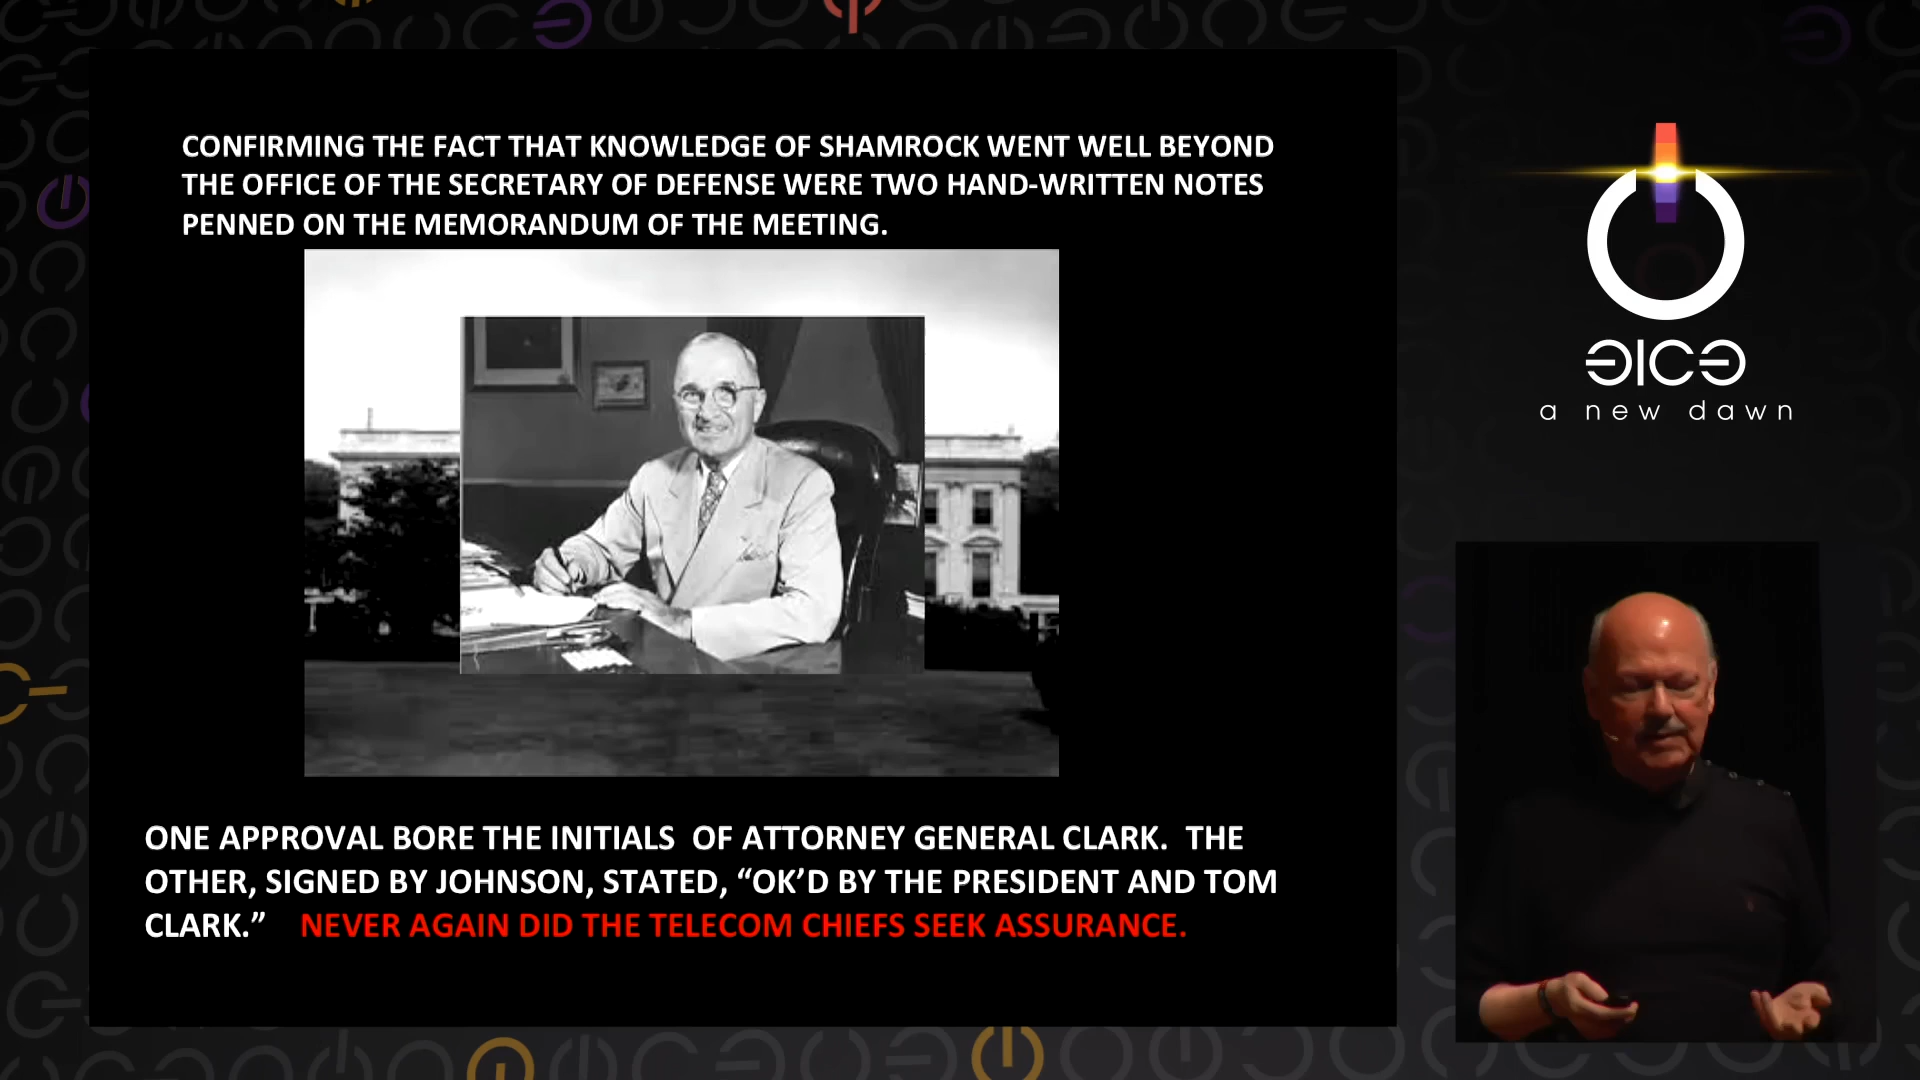 CONFIRMING THE FACT THAT KNOWLEDGE OF SHAMROCK WENT WELL BEYOND
THE OFFICE OF THE SECRETARY OF DEFENSE WERE TWO HAND-WRITTEN NOTES
PENNED ON THE MEMORANDUM OF THE MEETING.
ONE APPROVAL BORE THE INITIALS OF ATTORNEY GENERAL CLARK. THE
OTHER, SIGNED BY JOHNSON, STATED, “OK’D BY THE PRESIDENT AND TOM
CLARK.” NEVER AGAIN DID THE TELECOM CHIEFS SEEK ASSURANCE.
a new dawn